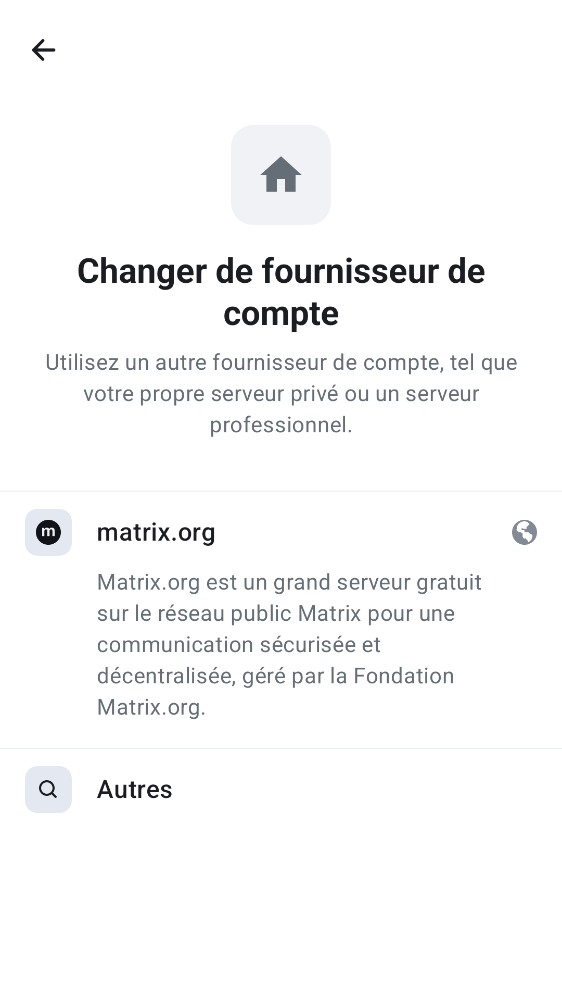 Changer de fournisseur de
compte
Utilisez un autre fournisseur de compte, tel que
votre propre serveur privé ou un serveur
professionnel.
m
matrix.org
Matrix.org est un grand serveur gratuit
sur le réseau public Matrix pour une
communication sécurisée et
décentralisée, géré par la Fondation
Matrix.org.
Autres